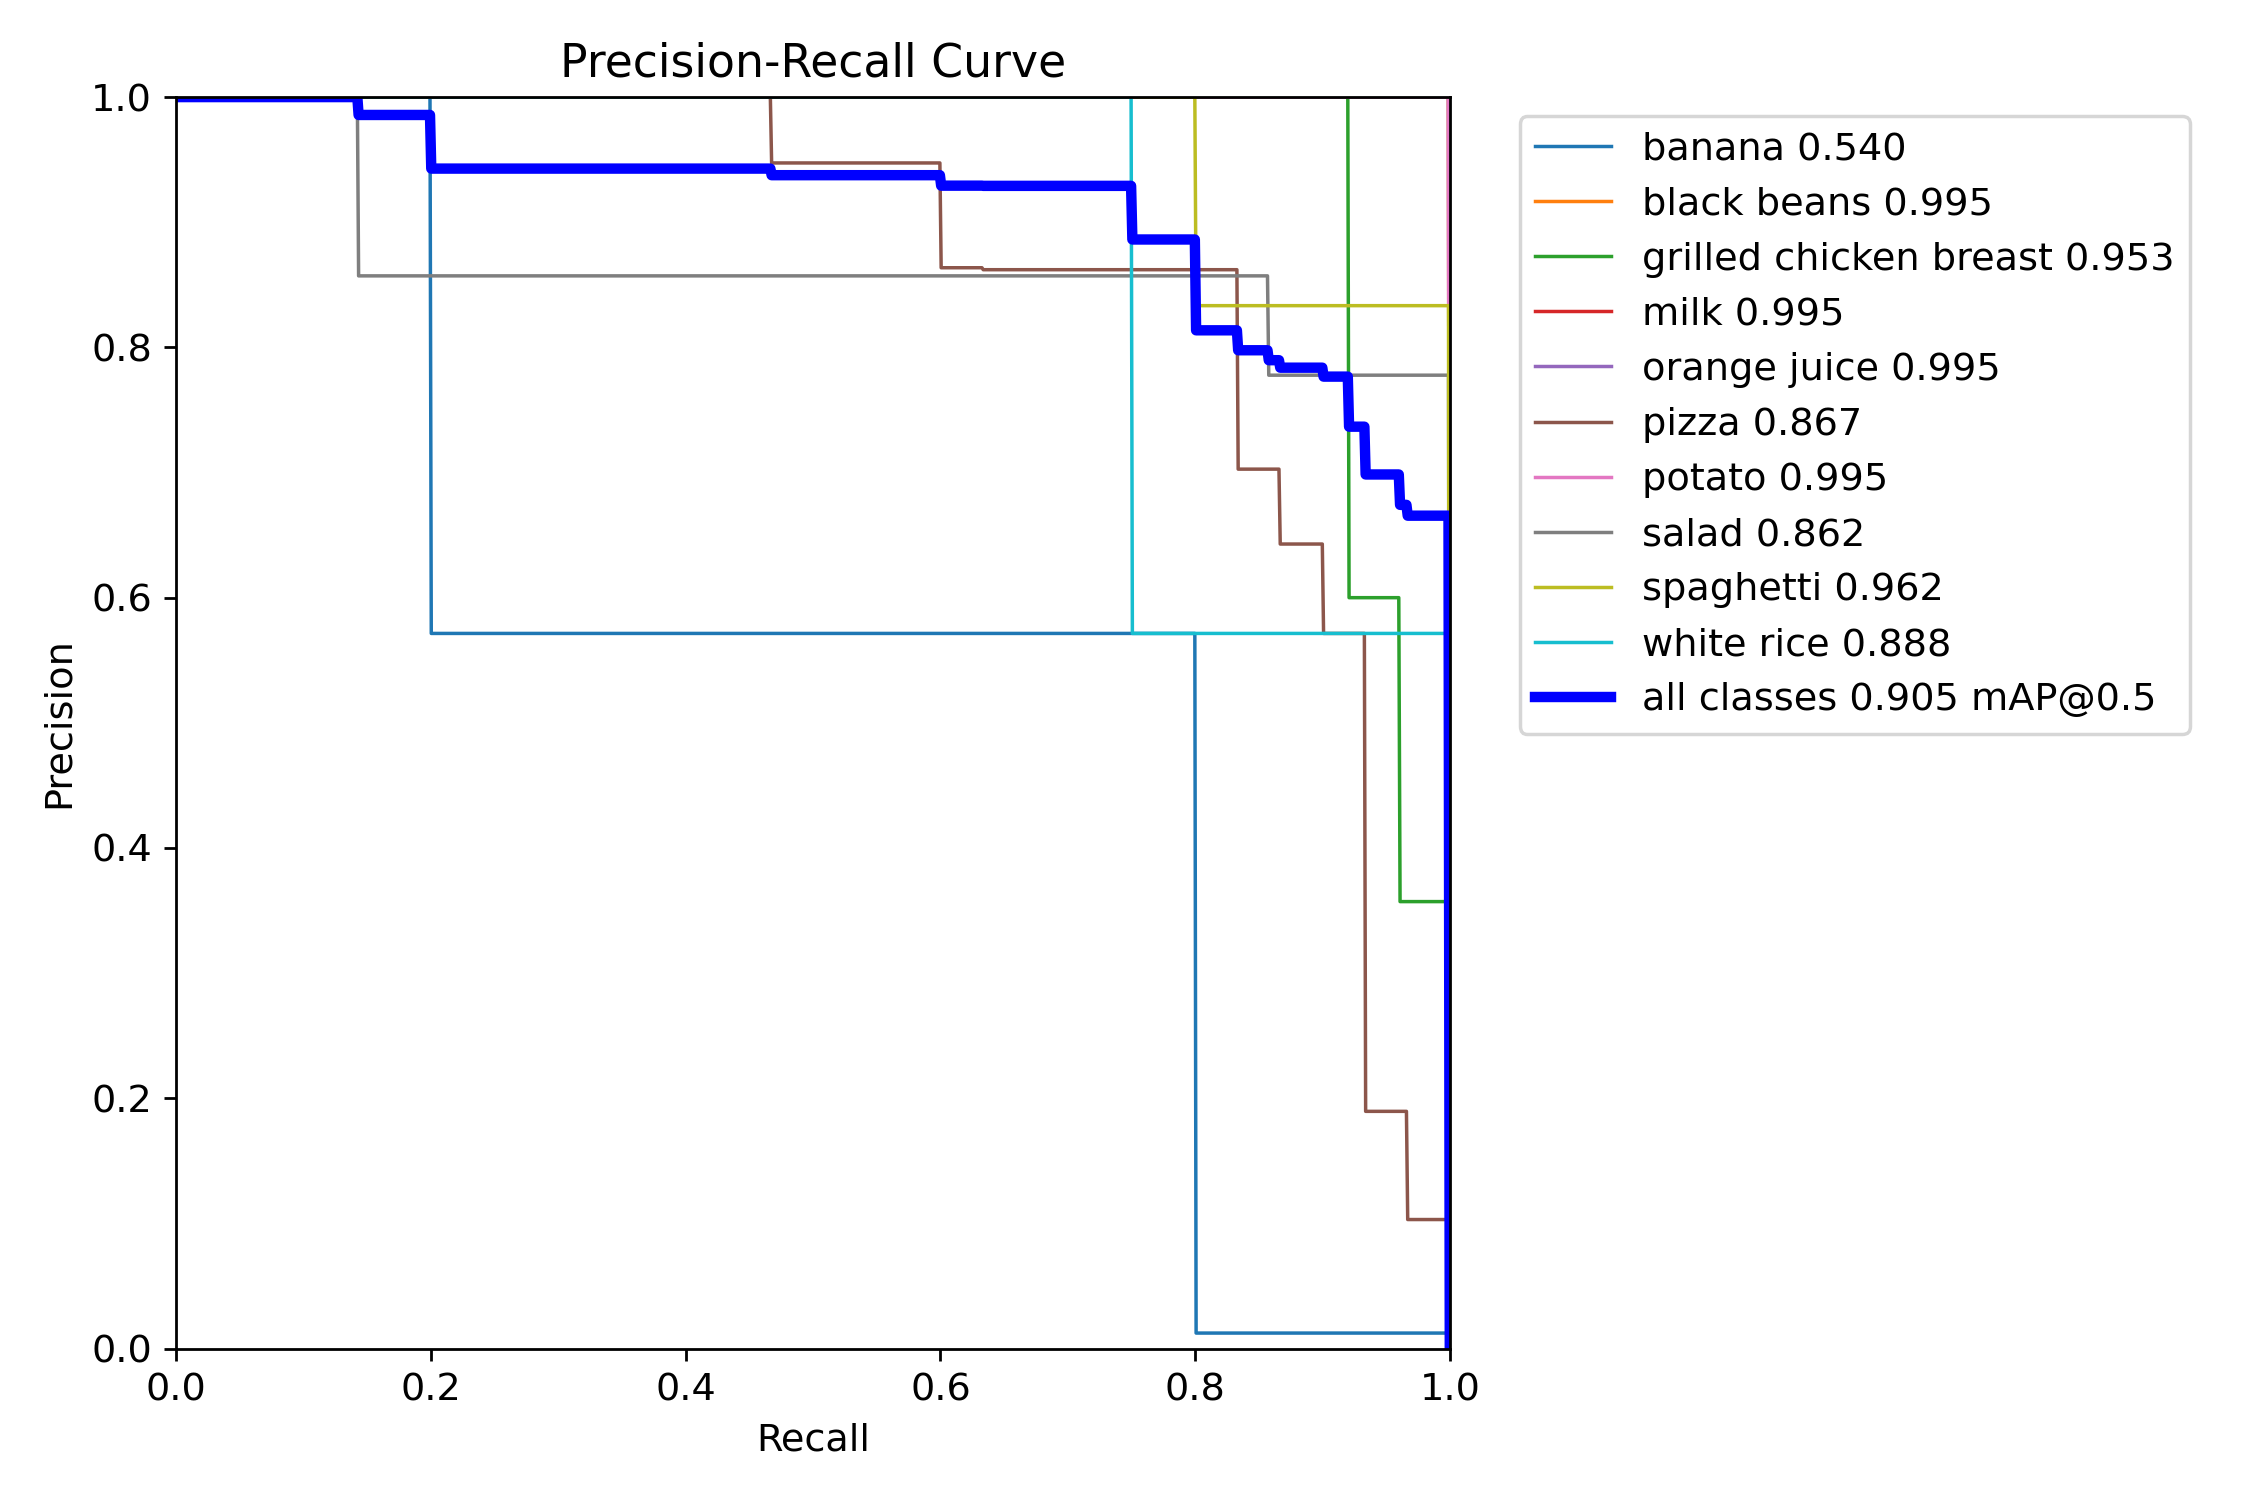 Precision-Recall Curve
1.0
0.8
0.6
0.4
0.2
0.0
Precision
0.0 0.2 0.4 0.6 0.8 1.0
Recall
banana 0.540
black beans 0.995
grilled chicken breast 0.953
milk 0.995
orange juice 0.995
pizza 0.867
potato 0.995
salad 0.862
spaghetti 0.962
white rice 0.888
all classes 0.905 mAP@0.5